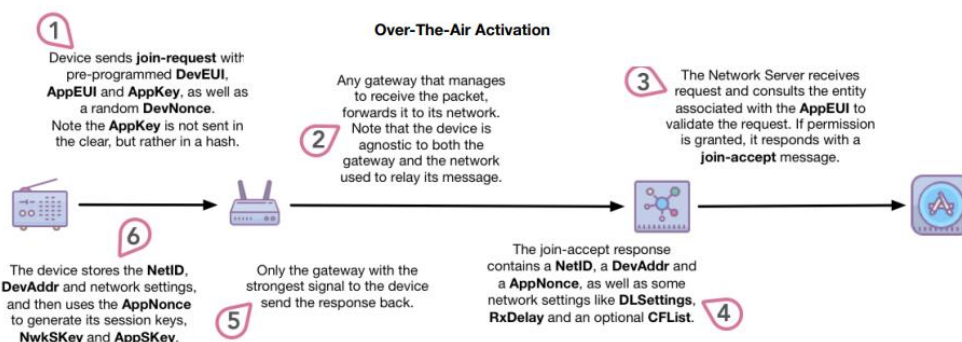 Over-The-Air Activation
1
Device sends join-request with
pre-programmed DevEUI,
AppEUI and AppKey, as well as
a random DevNonce.
Note the AppKey is not sent in
the clear, but rather in a hash.
2
Any gateway that manages
to receive the packet,
forwards it to its network.
Note that the device is
agnostic to both the
gateway and the network
used to relay its message.
3
The Network Server receives
request and consults the entity
associated with the AppEUI to
validate the request. If permission
is granted, it responds with a
join-accept message.
4
The join-accept response
contains a NetID, a DevAddr and
a AppNonce, as well as some
network settings like DLSettings,
RxDelay and an optional CFList.
5
Only the gateway with the
strongest signal to the device
send the response back.
6
The device stores the NetID,
DevAddr and network settings,
and then uses the AppNonce
to generate its session keys,
NwkSKey and AppSKey.